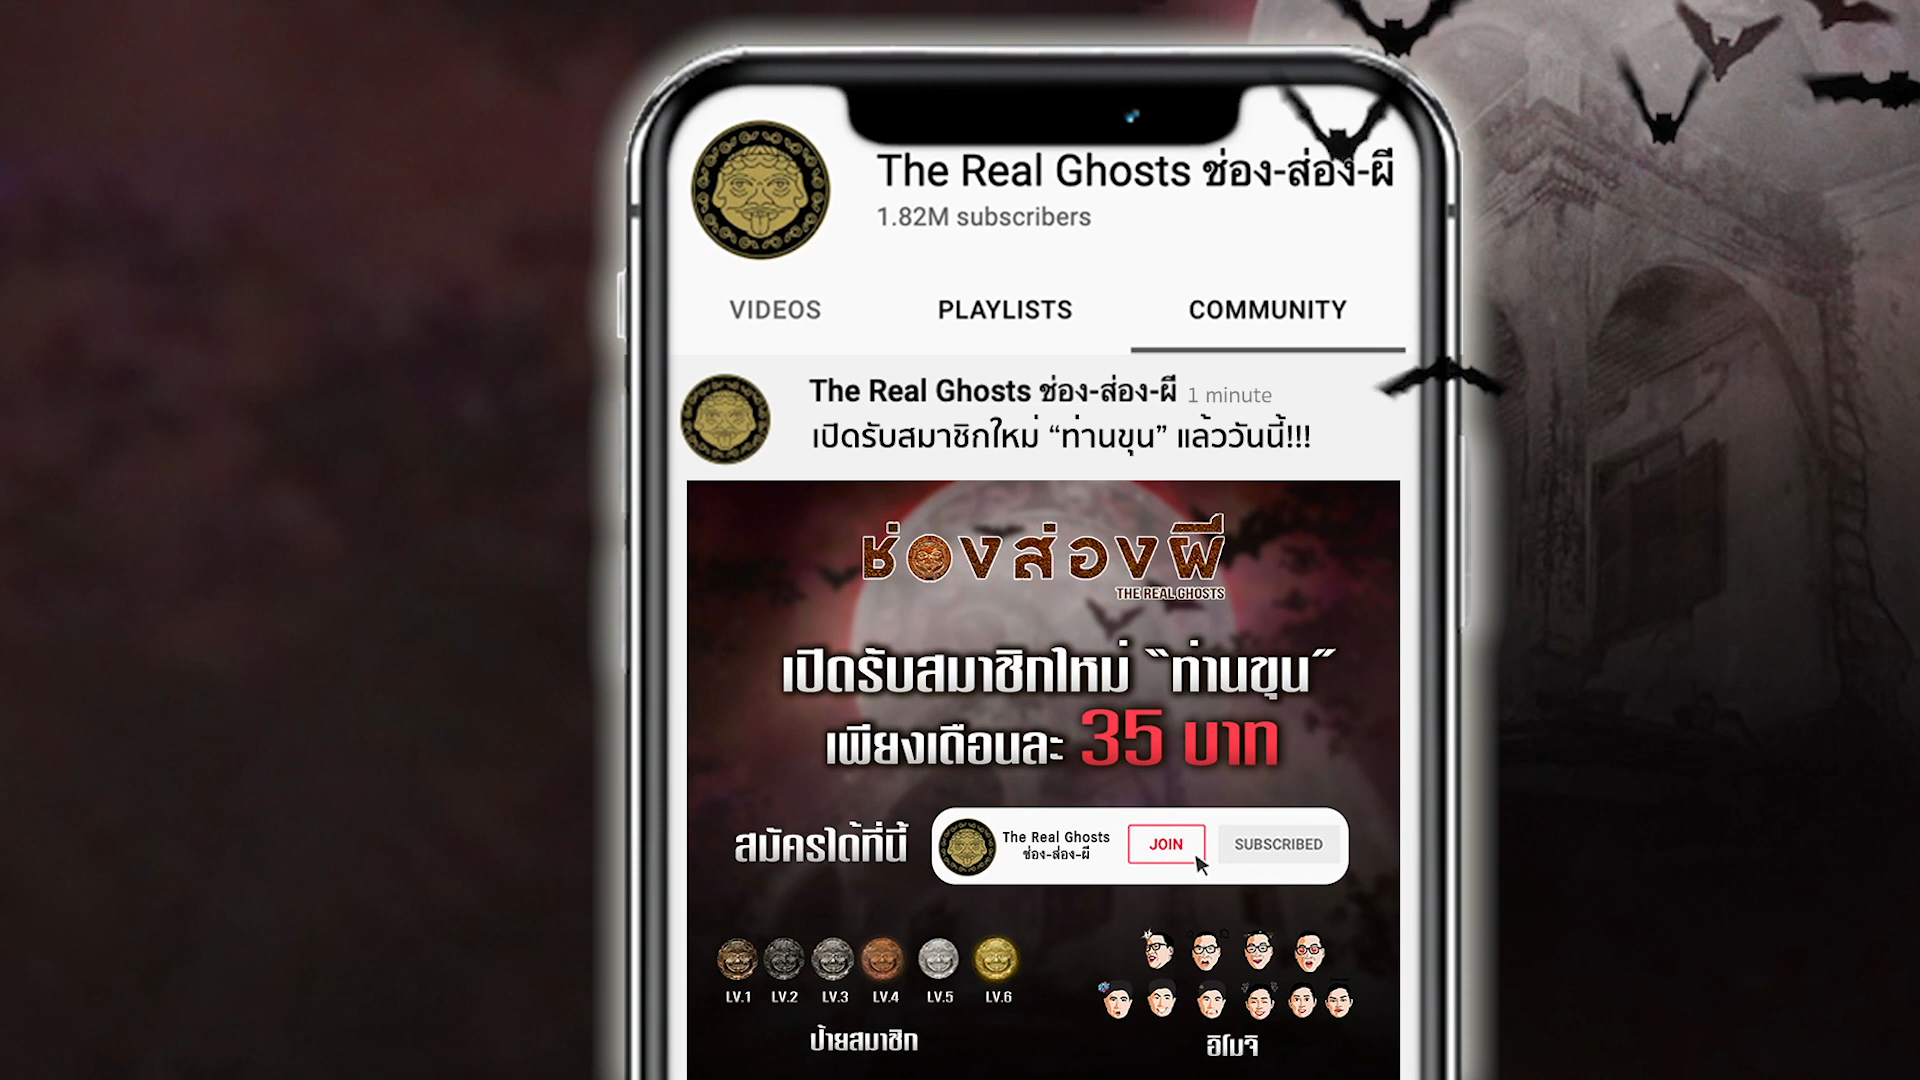 The Real Ghosts ช่อง-ส่อง-ผี
1.82M subscribers
VIDEOS PLAYLISTS COMMUNITY
The Real Ghosts ช่อง-ส่อง-ผี 1 minute
เปิดรับสมาชิกใหม่ “ท่านขุน” แล้ววันนี้!!!
ช่องส่องผี
THE REAL GHOSTS
เปิดรับสมาชิกใหม่ “ท่านขุน”
เพียงเดือนละ 35 บาท
สมัครได้ที่นี้
The Real Ghosts
ช่อง-ส่อง-ผี
JOIN SUBSCRIBED
LV.1 LV.2 LV.3 LV.4 LV.5 LV.6
ป้ายสมาชิก
อิโมจิ